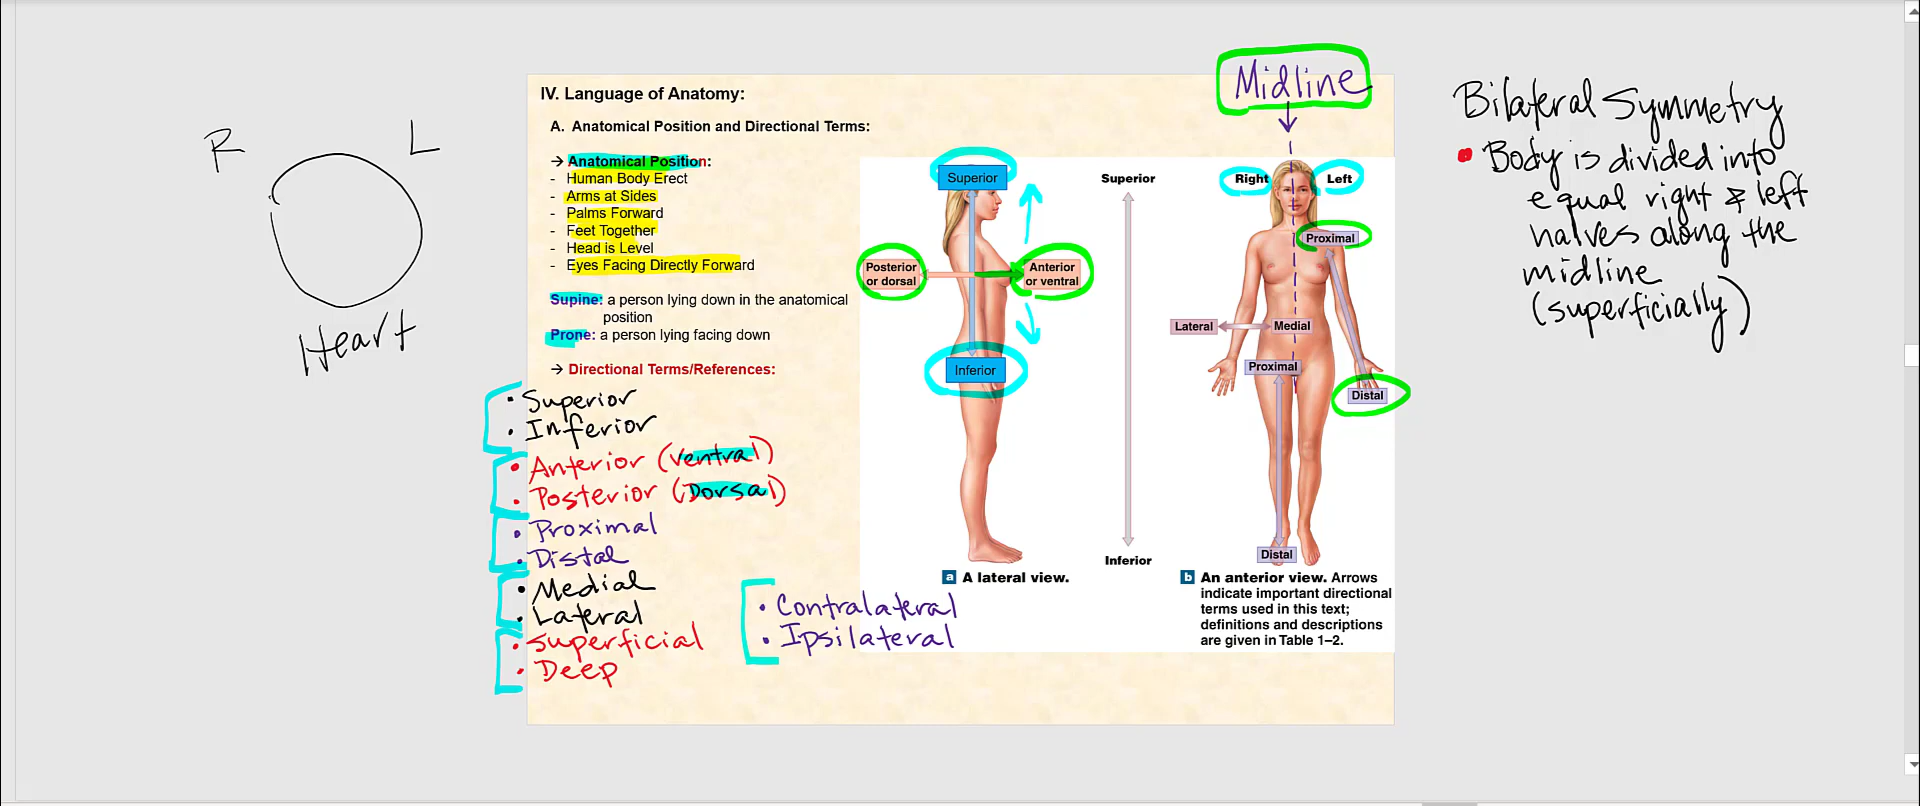 R
L
Heart
IV. Language of Anatomy:
A. Anatomical Position and Directional Terms:
→ Anatomical Position:
- Human Body Erect
- Arms at Sides
- Palms Forward
- Feet Together
- Head is Level
- Eyes Facing Directly Forward
Supine: a person lying down in the anatomical
position
Prone: a person lying facing down
→ Directional Terms/References:
• Superior
• Inferior
• Anterior (Ventral)
• Posterior (Dorsal)
• Proximal
• Distal
• Medial
• Lateral
• Superficial
• Deep
• Contralateral
• Ipsilateral
Superior
Posterior
or dorsal
Anterior
or ventral
Inferior
a A lateral view.
Superior
Inferior
Midline
Right
Left
Proximal
Lateral
Medial
Proximal
Distal
Distal
b An anterior view. Arrows
indicate important directional
terms used in this text;
definitions and descriptions
are given in Table 1–2.
Bilateral Symmetry
• Body is divided into
equal right & left
halves along the
midline
(superficially)